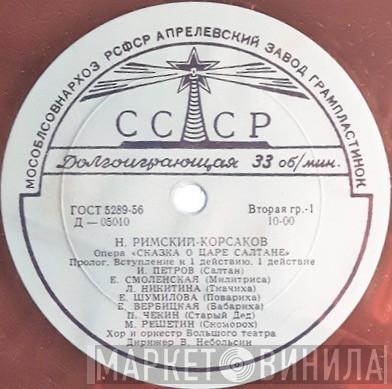 МОСОБЛСОВНАРХОЗ РСФСР АПРЕЛЕВСКИЙ ЗАВОД ГРАМПЛАСТИНОК
СССР
Долгоиграющая 33 об/мин.
ГОСТ 5289-56
Д — 05010
Вторая гр.-1
10-00
Н. РИМСКИЙ-КОРСАКОВ
Опера «СКАЗКА О ЦАРЕ САЛТАНЕ»
Пролог. Вступление к 1 действию. 1 действие
И. ПЕТРОВ (Салтан)
Е. СМОЛЕНСКАЯ (Милитриса)
Л. НИКИТИНА (Ткачиха)
Е. ШУМИЛОВА (Повариха)
Е. ВЕРБИЦКАЯ (Бабариха)
П. ЧЕКИН (Старый Дед)
М. РЕШЕТИН (Скоморох)
Хор и оркестр Большого театра
Дирижер В. Небольсин
МАРКЕТ ВИНИЛА